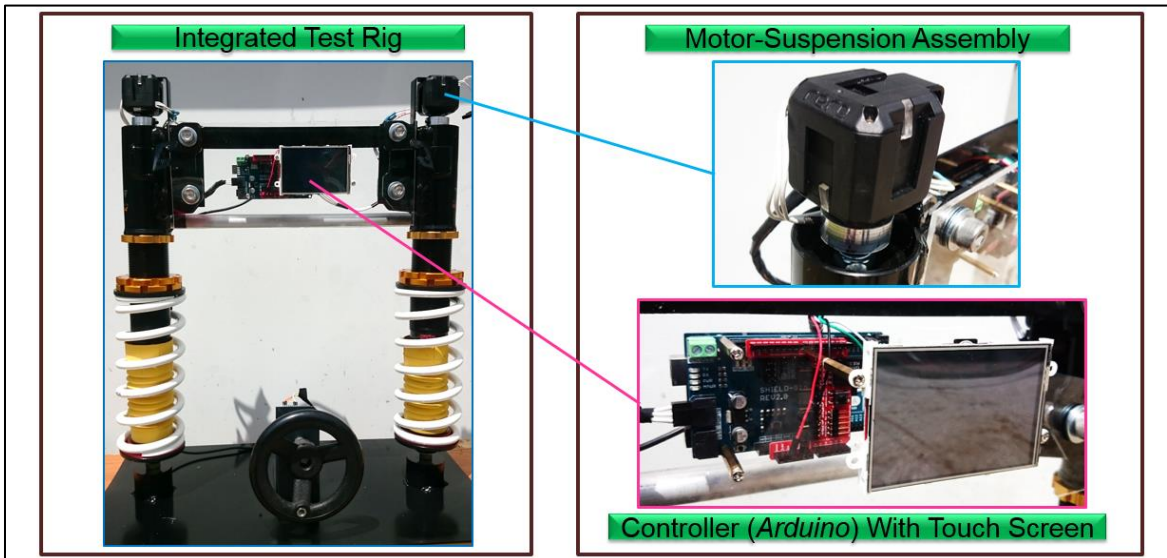 Integrated Test Rig
Motor-Suspension Assembly
SHIELD-
REV2.0
Controller (Arduino) With Touch Screen